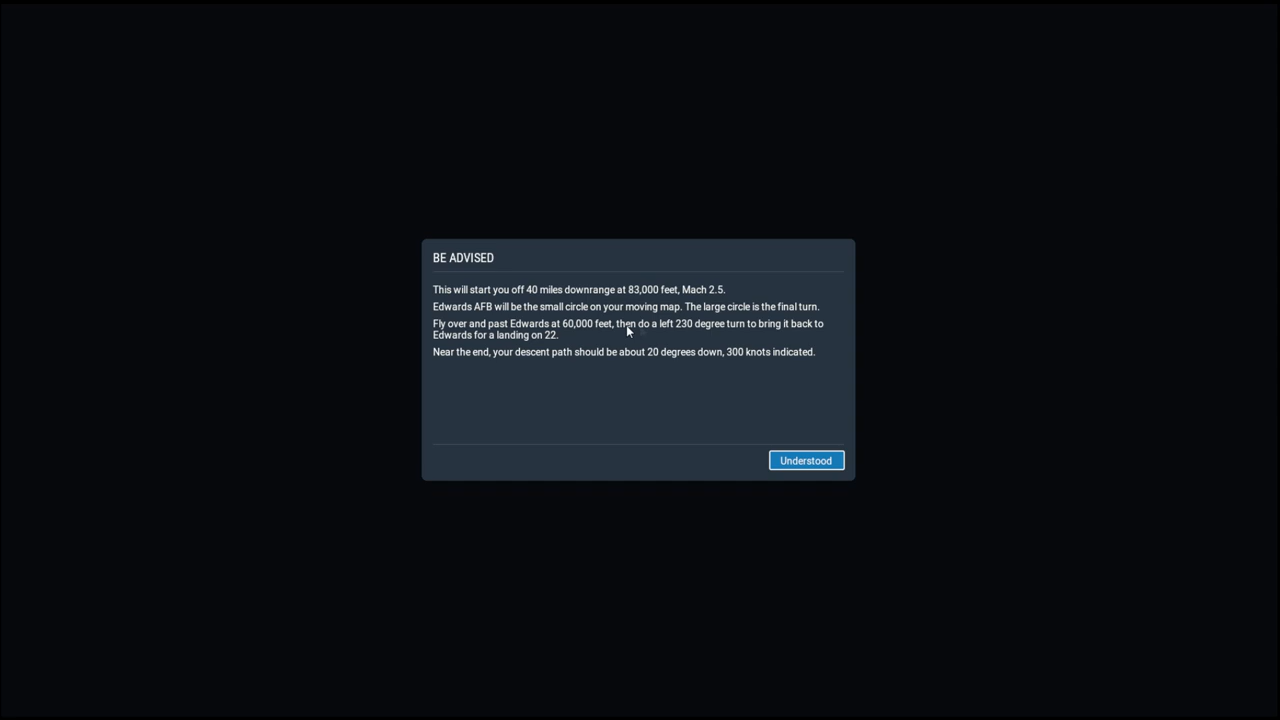 BE ADVISED
This will start you off 40 miles downrange at 83,000 feet, Mach 2.5.
Edwards AFB will be the small circle on your moving map. The large circle is the final turn.
Fly over and past Edwards at 60,000 feet, then do a left 230 degree turn to bring it back to
Edwards for a landing on 22.
Near the end, your descent path should be about 20 degrees down, 300 knots indicated.
Understood